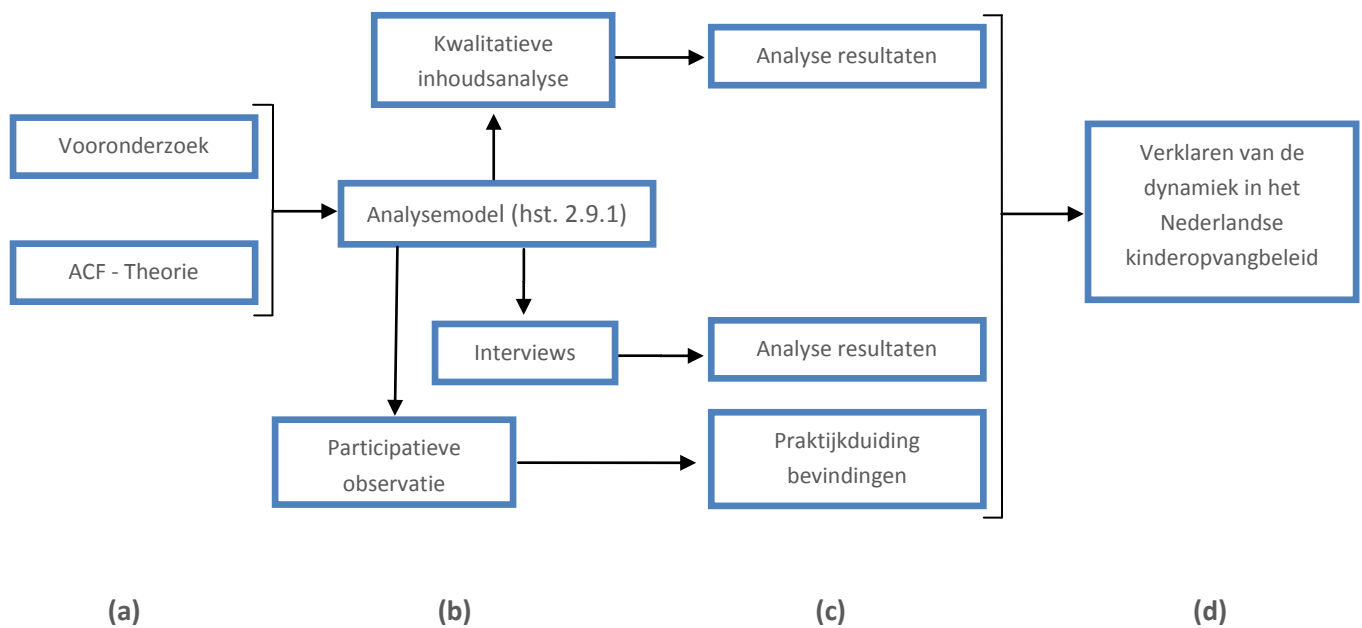 Vooronderzoek
ACF - Theorie
Kwalitatieve
inhoudsanalyse
Analysemodel (hst. 2.9.1)
Interviews
Participatieve
observatie
Analyse resultaten
Analyse resultaten
Praktijkduiding
bevindingen
Verklaren van de
dynamiek in het
Nederlandse
kinderopvangbeleid
(a)
(b)
(c)
(d)